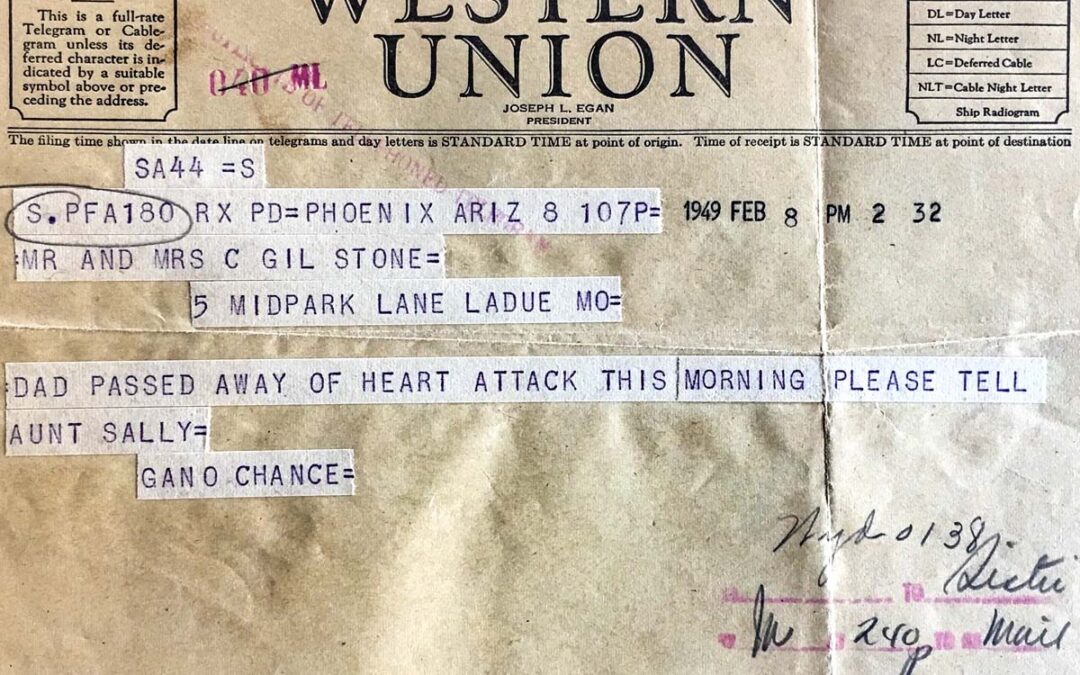 This is a full-rate
Telegram or Cable-
gram unless its de-
ferred character is in-
dicated by a suitable
symbol above or pre-
ceding the address.
WESTERN
UNION
JOSEPH L. EGAN
PRESIDENT
DL=Day Letter
NL=Night Letter
LC=Deferred Cable
NLT=Cable Night Letter
Ship Radiogram
040 ML
The filing time shown in the date line on telegrams and day letters is STANDARD TIME at point of origin. Time of receipt is STANDARD TIME at point of destination
SA44 =S
S.PFA180 RX PD=PHOENIX ARIZ 8 107P= 1949 FEB 8 PM 2 32
:MR AND MRS C GIL STONE=
5 MIDPARK LANE LADUE MO=
:DAD PASSED AWAY OF HEART ATTACK THIS MORNING PLEASE TELL
AUNT SALLY=
GANO CHANCE=
0138
TO
240p TO Mail